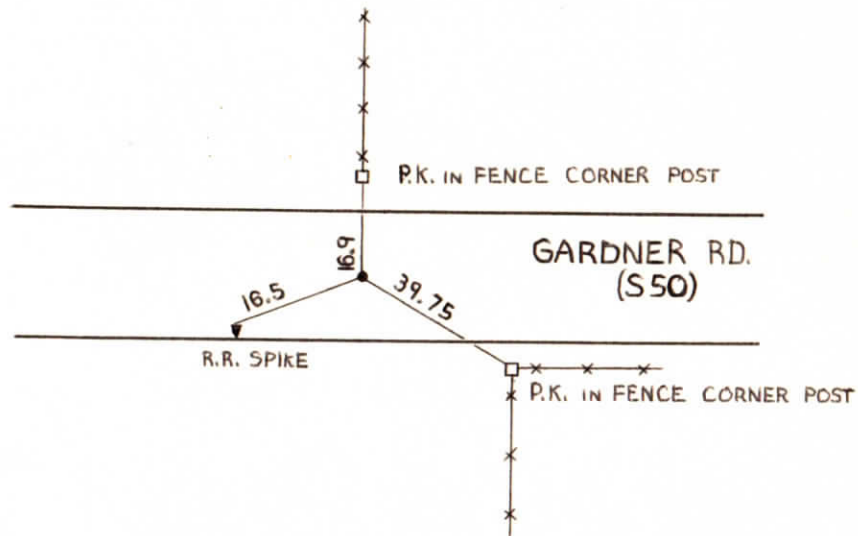 P.K. IN FENCE CORNER POST
GARDNER RD.
(S50)
16.9
16.5
39.75
R.R. SPIKE
P.K. IN FENCE CORNER POST